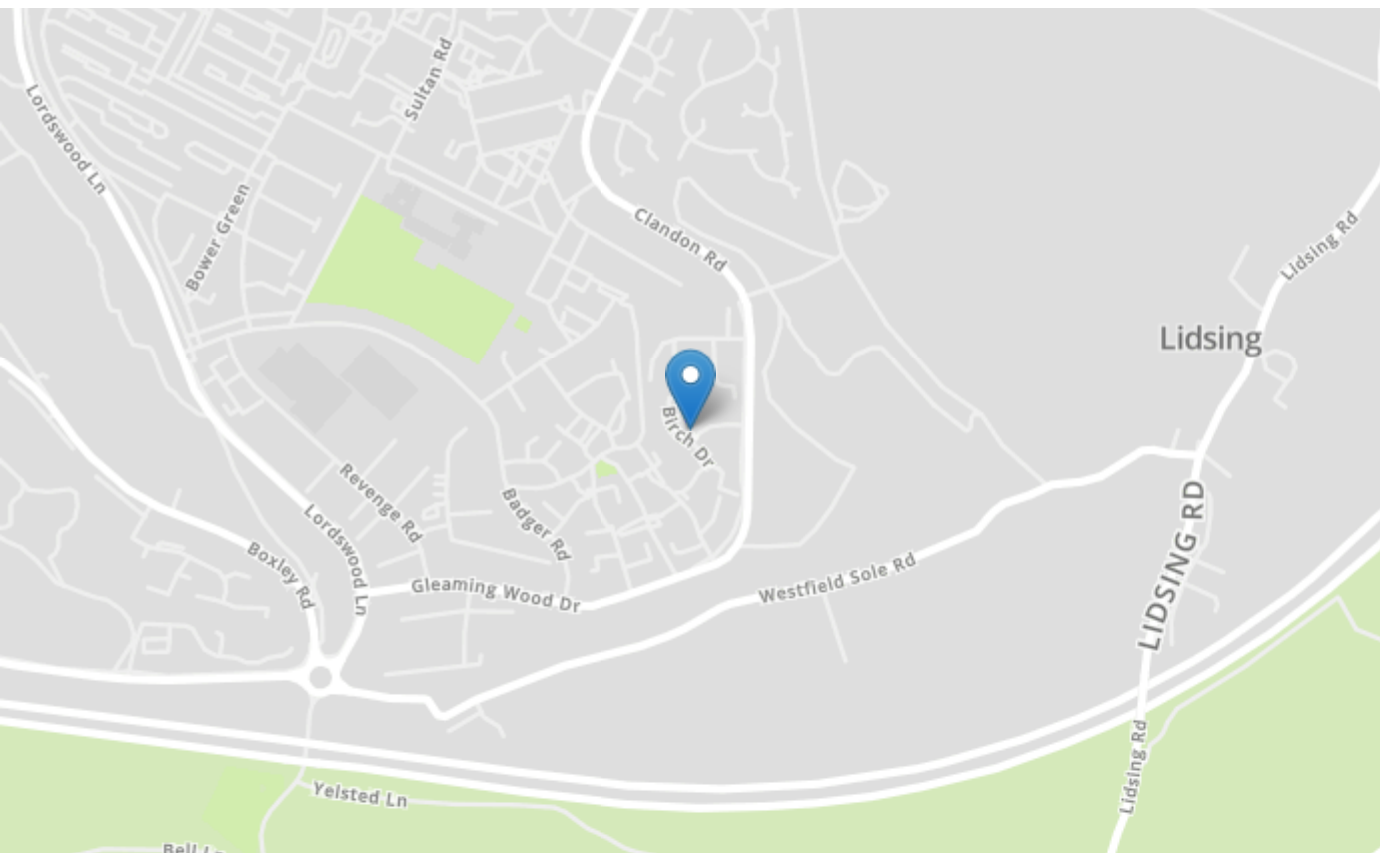 Sultan Rd
Lordswood Ln
Bower Green
Clandon Rd
Lidsing Rd
Lidsing
Birch Dr
Revenge Rd
Badger Rd
LIDSING RD
Lordswood Ln
Boxley Rd
Gleaming Wood Dr
Westfield Sole Rd
Lidsing Rd
Yelsted Ln
Bell